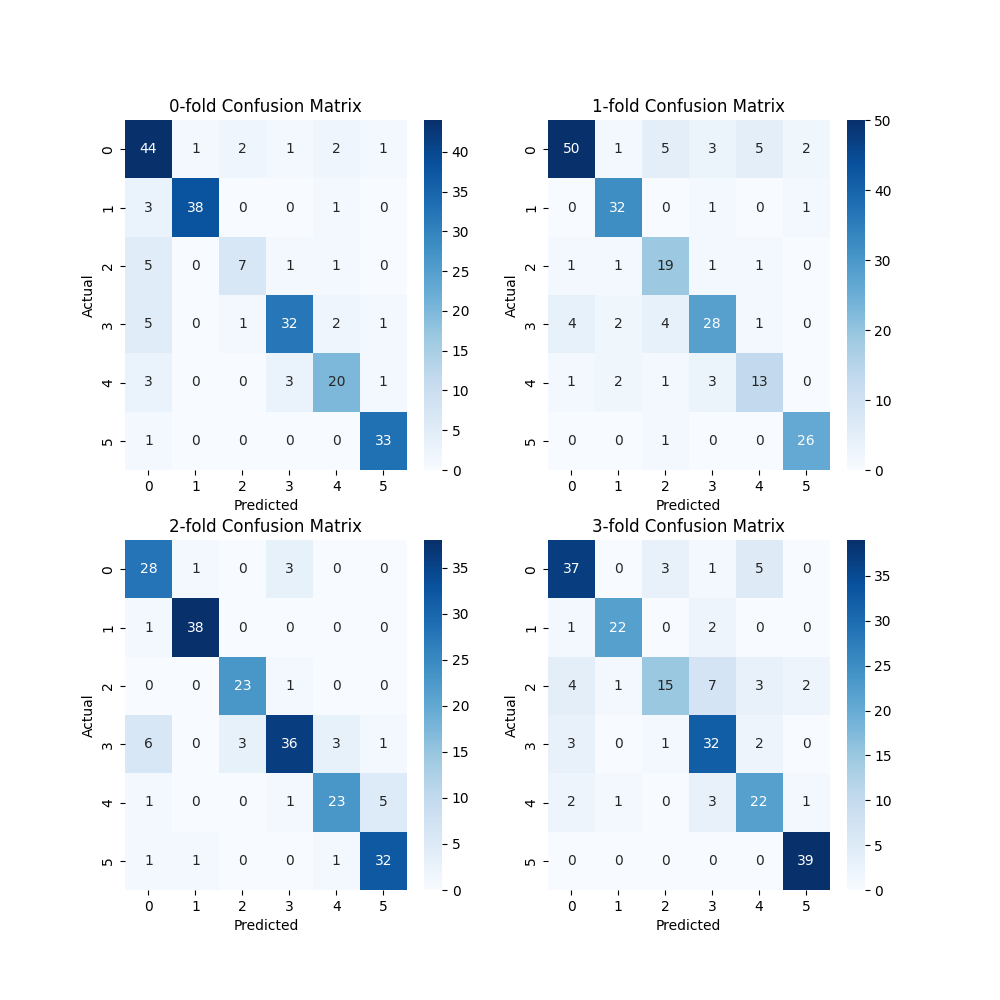 0-fold Confusion Matrix
0 44 1 2 1 2 1
1 3 38 0 0 1 0
2 5 0 7 1 1 0
3 5 0 1 32 2 1
4 3 0 0 3 20 1
5 1 0 0 0 0 33
0 1 2 3 4 5
Predicted
Actual
40
35
30
25
20
15
10
5
0
1-fold Confusion Matrix
0 50 1 5 3 5 2
1 0 32 0 1 0 1
2 1 1 19 1 1 0
3 4 2 4 28 1 0
4 1 2 1 3 13 0
5 0 0 1 0 0 26
0 1 2 3 4 5
Predicted
Actual
50
40
30
20
10
0
2-fold Confusion Matrix
0 28 1 0 3 0 0
1 1 38 0 0 0 0
2 0 0 23 1 0 0
3 6 0 3 36 3 1
4 1 0 0 1 23 5
5 1 1 0 0 1 32
0 1 2 3 4 5
Predicted
Actual
35
30
25
20
15
10
5
0
3-fold Confusion Matrix
0 37 0 3 1 5 0
1 1 22 0 2 0 0
2 4 1 15 7 3 2
3 3 0 1 32 2 0
4 2 1 0 3 22 1
5 0 0 0 0 0 39
0 1 2 3 4 5
Predicted
Actual
35
30
25
20
15
10
5
0